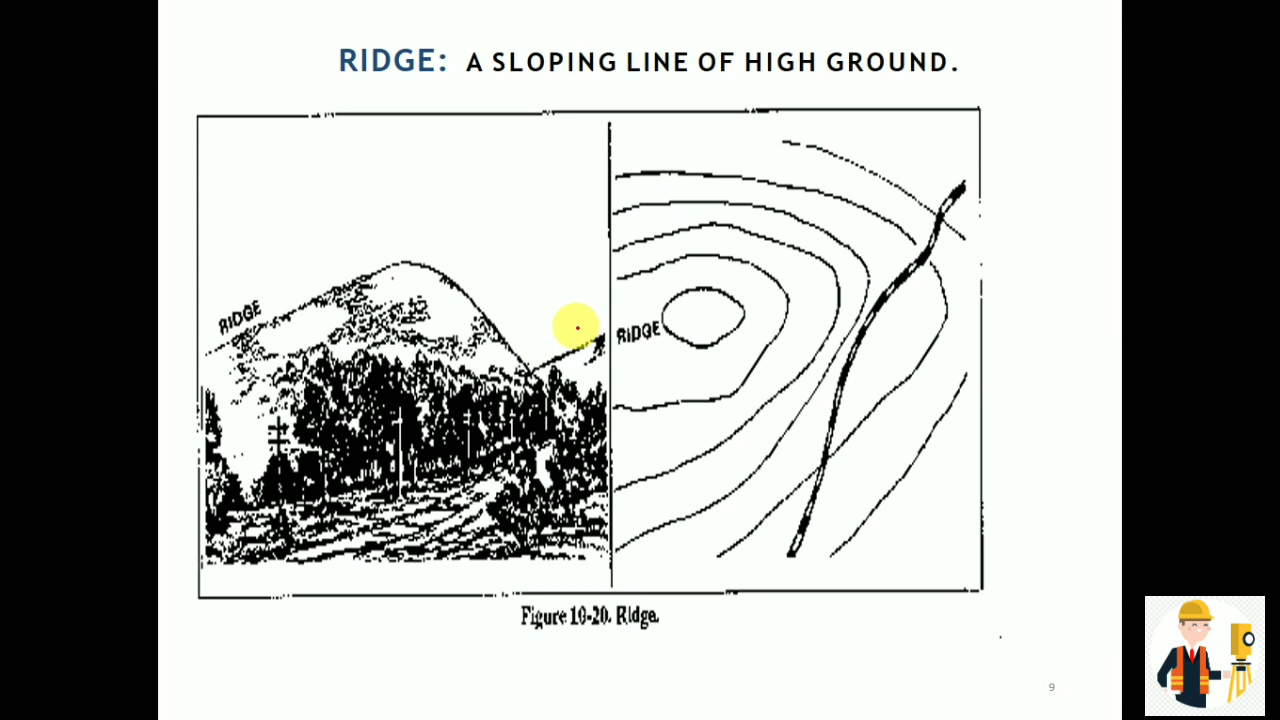 RIDGE: A SLOPING LINE OF HIGH GROUND.
RIDGE
RIDGE
Figure 10-20. Ridge.
9